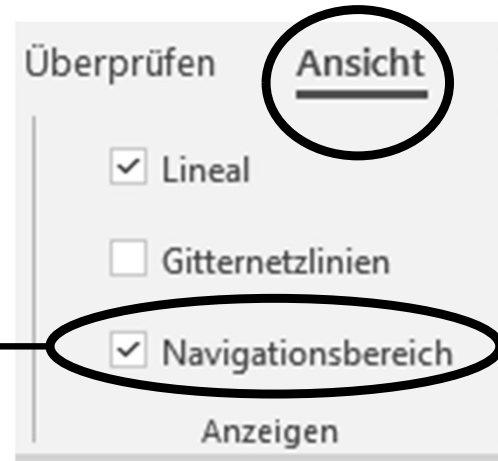 Überprüfen Ansicht
Lineal
Gitternetzlinien
Navigationsbereich
Anzeigen